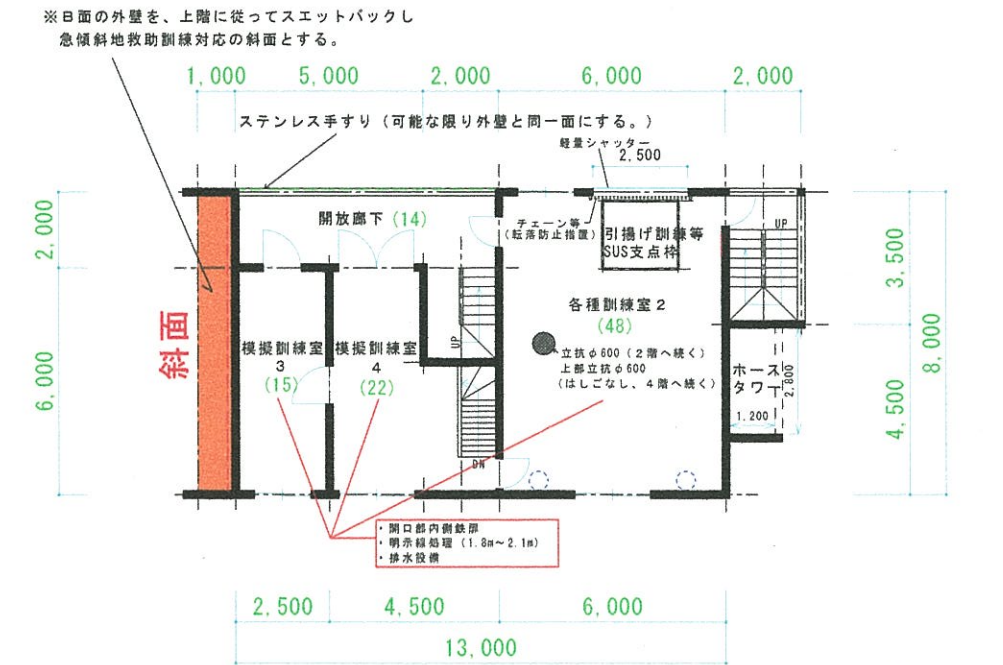 ※B面の外壁を、上階に従ってスエットバックし
急傾斜地救助訓練対応の斜面とする。
1,000
5,000
2,000
6,000
2,000
ステンレス手すり（可能な限り外壁と同一面にする。）
軽量シャッター
2,500
開放廊下 (14)
チェーン等
(転落防止措置)
引揚げ訓練等
SUS支点枠
UP
2,000
3,500
各種訓練室2
(48)
斜面
模擬訓練室
3
(15)
模擬訓練室
4
(22)
UP
立抗φ600（2階へ続く）
上部立抗φ600
(はしごなし、4階へ続く)
ホース
タワー
2,800
1,200
8,000
6,000
4,500
DN
・開口部内側鉄扉
・明示線処理（1.8m～2.1m）
・排水設備
2,500
4,500
6,000
13,000